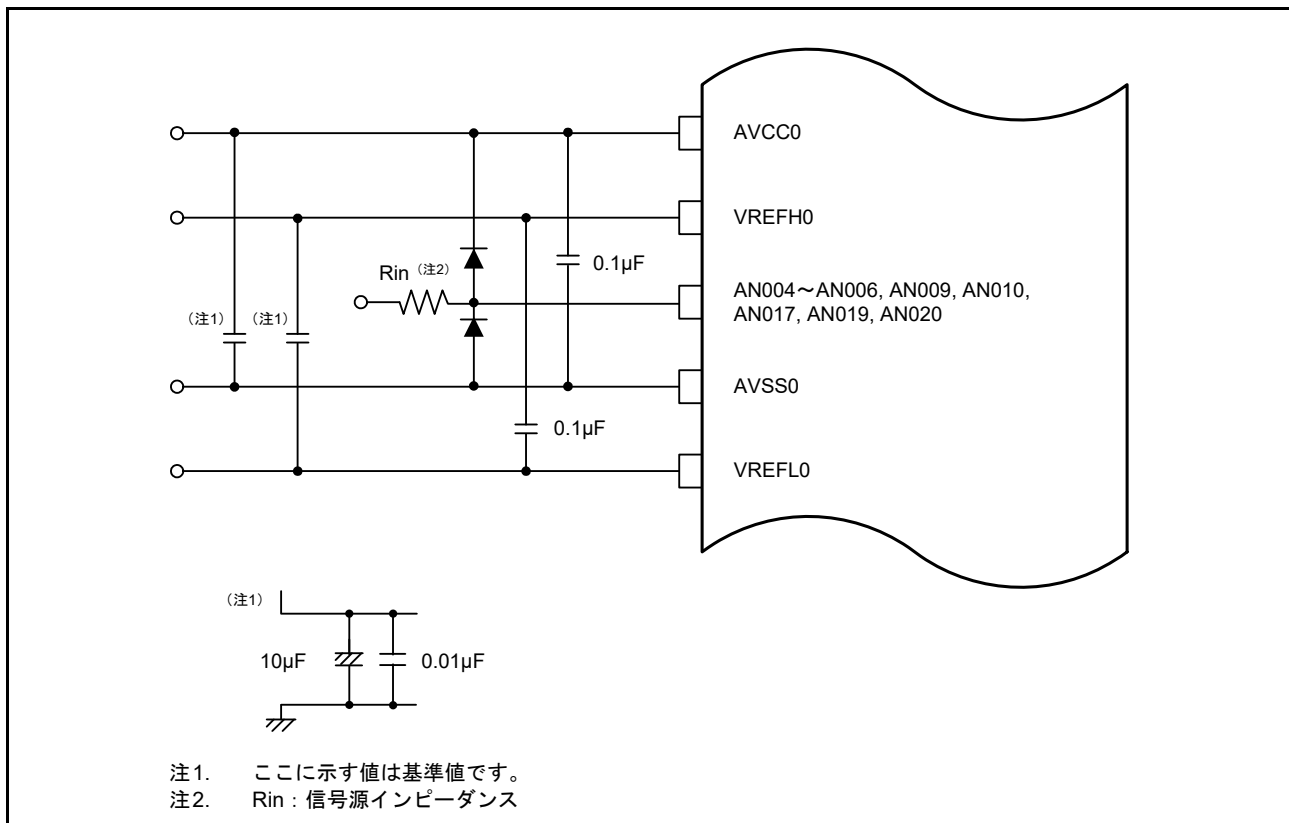 AVCC0
VREFH0
Rin（注2）
0.1µF
AN004～AN006, AN009, AN010,
AN017, AN019, AN020
（注1）
（注1）
AVSS0
0.1µF
VREFL0
（注1）
10µF
0.01µF
注1. ここに示す値は基準値です。
注2. Rin：信号源インピーダンス